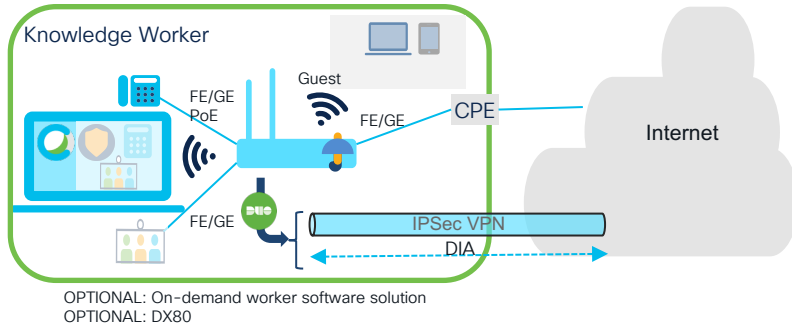 Knowledge Worker
Guest
FE/GE
PoE
FE/GE
CPE
Internet
FE/GE
DUO
IPSec VPN
DIA
OPTIONAL: On-demand worker software solution
OPTIONAL: DX80